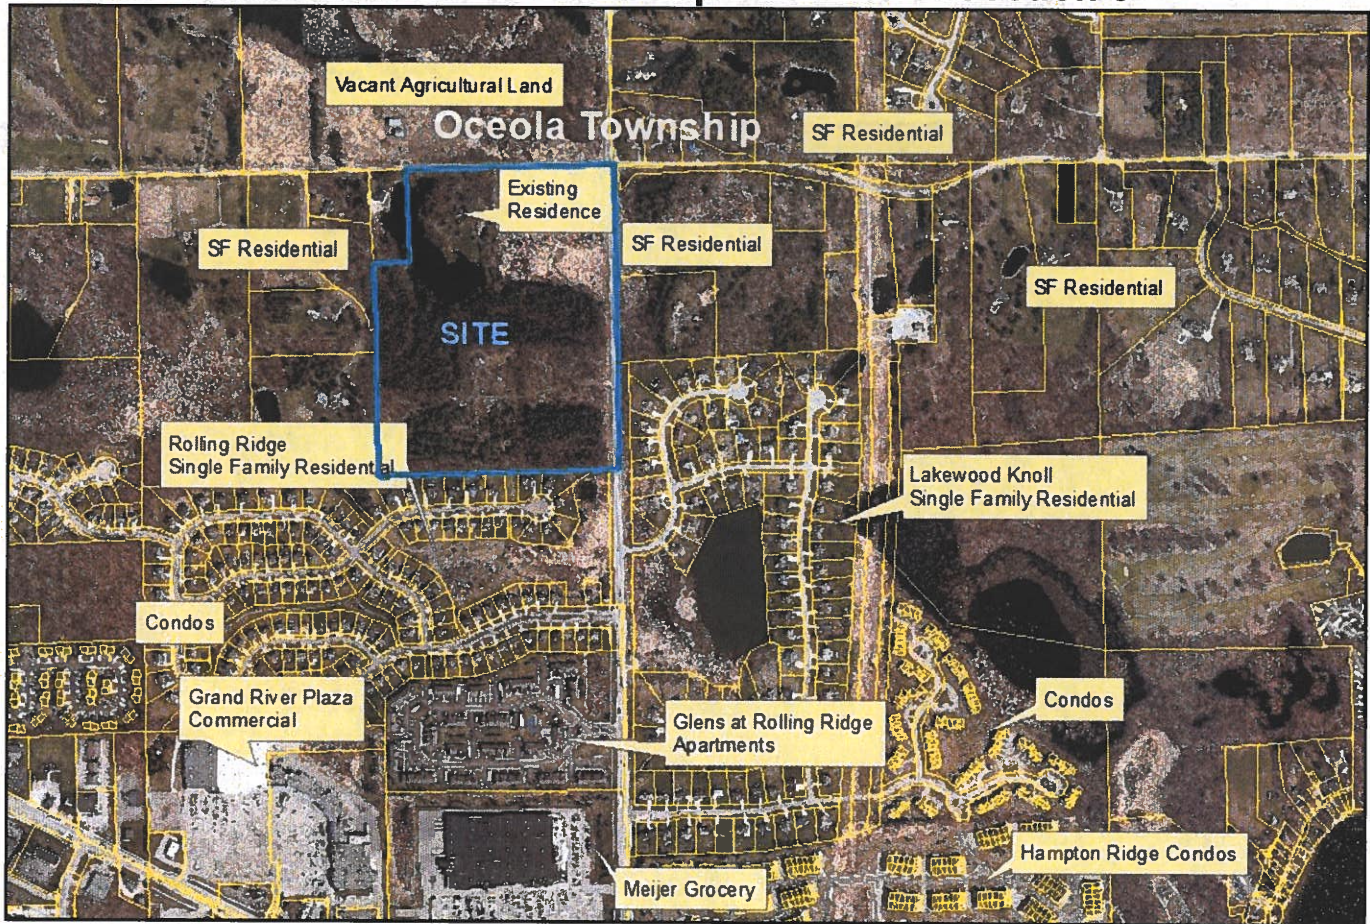 Vacant Agricultural Land
Oceola Township
SF Residential
Existing
Residence
SF Residential
SF Residential
SF Residential
SITE
Rolling Ridge
Single Family Residential
Lakewood Knoll
Single Family Residential
Condos
Grand River Plaza
Commercial
Glens at Rolling Ridge
Apartments
Condos
Hampton Ridge Condos
Meijer Grocery